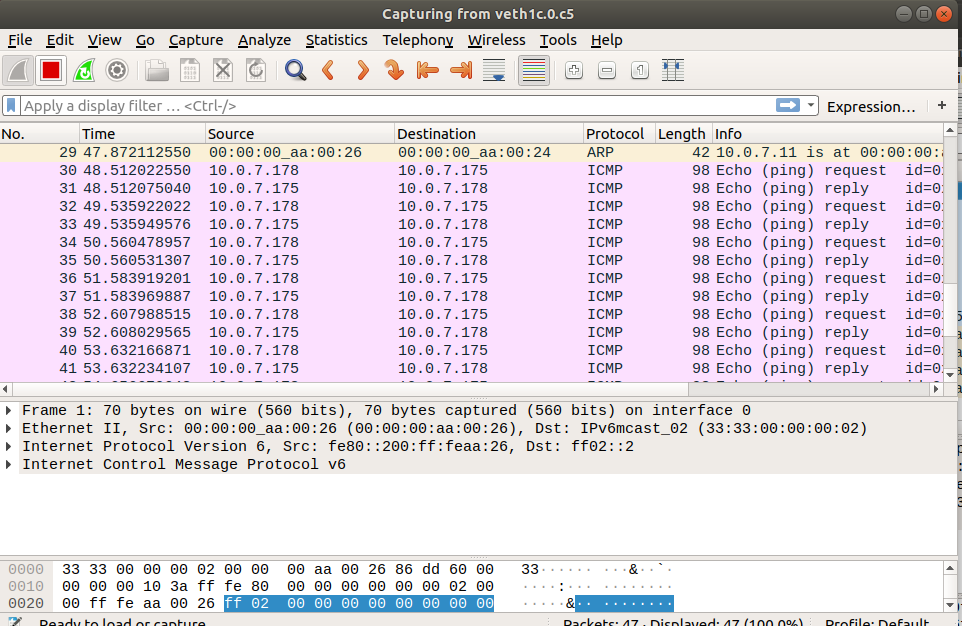 Capturing from veth1c.0.c5
File Edit View Go Capture Analyze Statistics Telephony Wireless Tools Help
Apply a display filter … <Ctrl-/> Expression… +
No. Time Source Destination Protocol Length Info
29 47.872112550 00:00:00_aa:00:26 00:00:00_aa:00:24 ARP 42 10.0.7.11 is at 00:00:00:a
30 48.512022550 10.0.7.178 10.0.7.175 ICMP 98 Echo (ping) request id=0
31 48.512075040 10.0.7.178 10.0.7.175 ICMP 98 Echo (ping) reply id=0
32 49.535922022 10.0.7.178 10.0.7.175 ICMP 98 Echo (ping) request id=0
33 49.535949576 10.0.7.175 10.0.7.178 ICMP 98 Echo (ping) reply id=0
34 50.560478957 10.0.7.178 10.0.7.175 ICMP 98 Echo (ping) request id=0
35 50.560531307 10.0.7.175 10.0.7.178 ICMP 98 Echo (ping) reply id=0
36 51.583919201 10.0.7.178 10.0.7.175 ICMP 98 Echo (ping) request id=0
37 51.583969887 10.0.7.175 10.0.7.178 ICMP 98 Echo (ping) reply id=0
38 52.607988515 10.0.7.178 10.0.7.175 ICMP 98 Echo (ping) request id=0
39 52.608029565 10.0.7.175 10.0.7.178 ICMP 98 Echo (ping) reply id=0
40 53.632166871 10.0.7.178 10.0.7.175 ICMP 98 Echo (ping) request id=0
41 53.632234107 10.0.7.175 10.0.7.178 ICMP 98 Echo (ping) reply id=0
Frame 1: 70 bytes on wire (560 bits), 70 bytes captured (560 bits) on interface 0
Ethernet II, Src: 00:00:00_aa:00:26 (00:00:00:aa:00:26), Dst: IPv6mcast_02 (33:33:00:00:00:02)
Internet Protocol Version 6, Src: fe80::200:ff:feaa:26, Dst: ff02::2
Internet Control Message Protocol v6
0000 33 33 00 00 00 02 00 00 00 aa 00 26 86 dd 60 00 33······ ···&··`·
0010 00 00 00 10 3a ff fe 80 00 00 00 00 00 00 02 00 ····:··· ········
0020 00 ff fe aa 00 26 ff 02 00 00 00 00 00 00 00 00 ·····&·· ········
Ready to load or capture Packets: 47 · Displayed: 47 (100.0%) Profile: Default